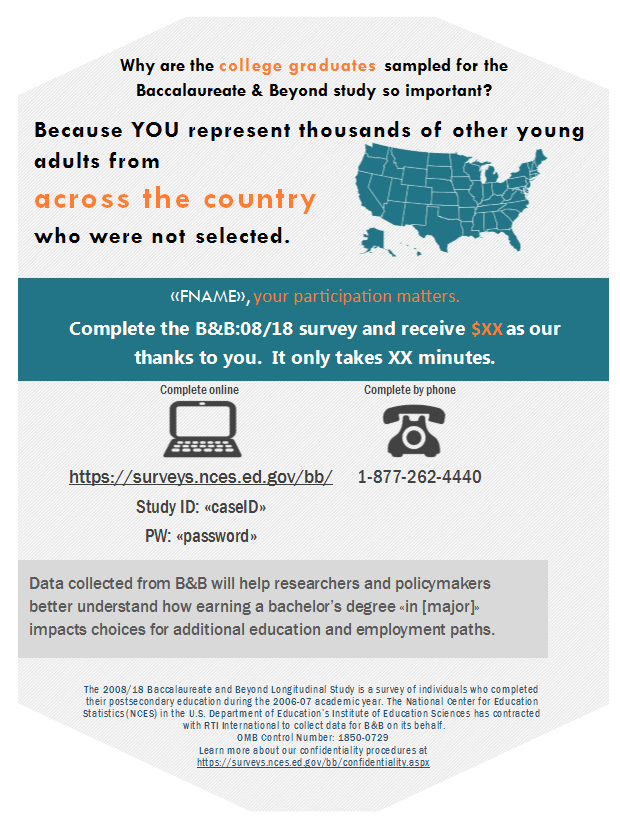 Why are the college graduates sampled for the
Baccalaureate & Beyond study so important?
Because YOU represent thousands of other young
adults from
across the country
who were not selected.
«FNAME», your participation matters.
Complete the B&B:08/18 survey and receive $XX as our
thanks to you. It only takes XX minutes.
Complete online
https://surveys.nces.ed.gov/bb/
Study ID: «caseID»
PW: «password»
Complete by phone
1-877-262-4440
Data collected from B&B will help researchers and policymakers
better understand how earning a bachelor's degree «in [major]»
impacts choices for additional education and employment paths.
The 2008/18 Baccalaureate and Beyond Longitudinal Study is a survey of individuals who completed
their postsecondary education during the 2006-07 academic year. The National Center for Education
Statistics (NCES) in the U.S. Department of Education's Institute of Education Sciences has contracted
with RTI International to collect data for B&B on its behalf.
OMB Control Number: 1850-0729
Learn more about our confidentiality procedures at
https://surveys.nces.ed.gov/bb/confidentiality.aspx